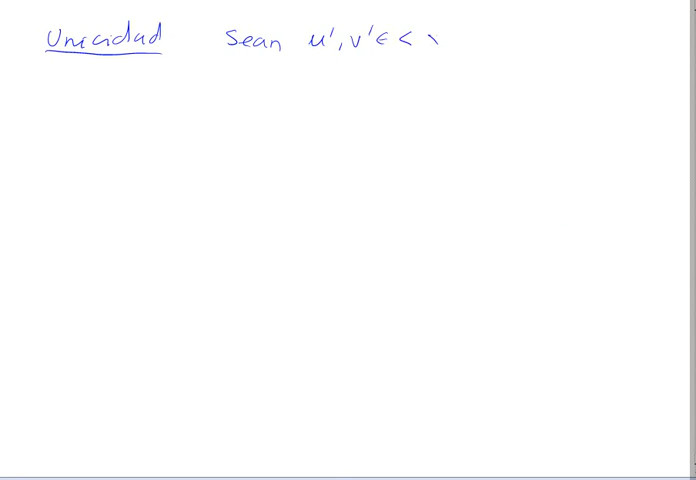 Unicidad Sean u', v' ∈ < \